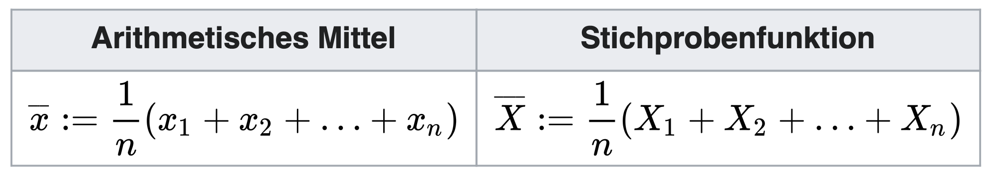 Arithmetisches Mittel
Stichprobenfunktion
x̅ := 1/n (x₁ + x₂ + … + xₙ)
X̅ := 1/n (X₁ + X₂ + … + Xₙ)